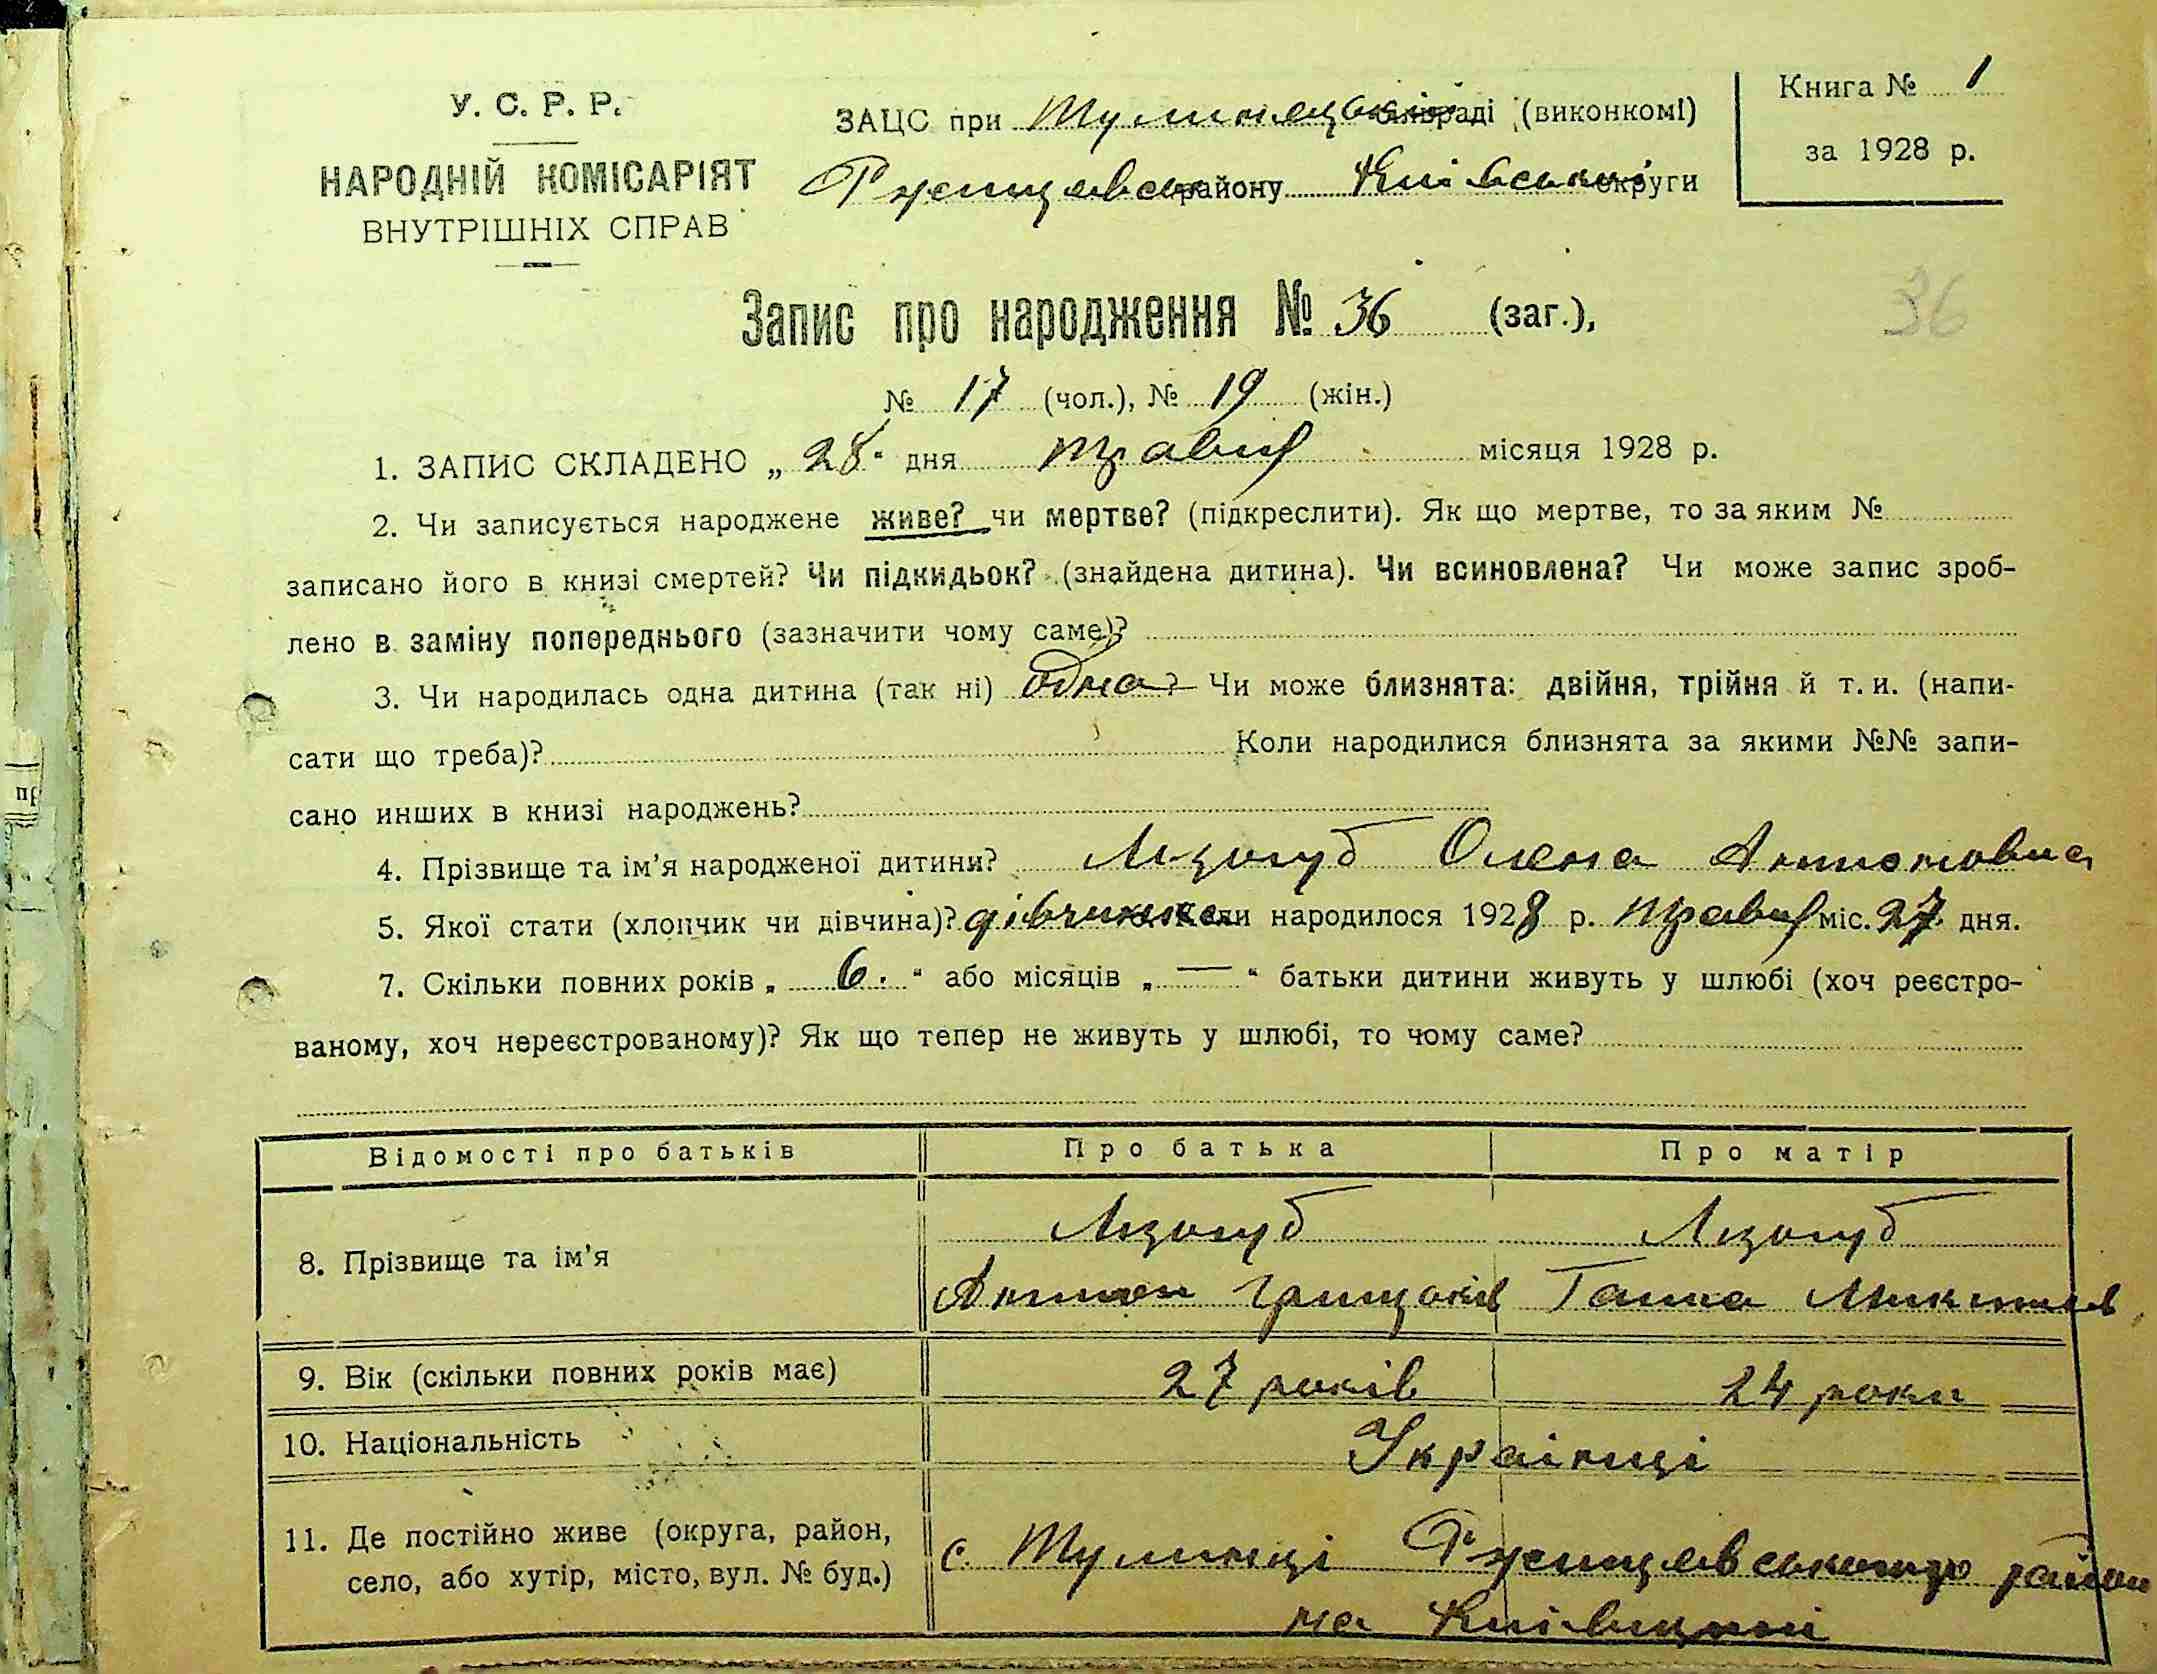 У. С. Р. Р.
НАРОДНІЙ КОМІСАРІЯТ
ВНУТРІШНІХ СПРАВ
ЗАЦС при Тулинецькій сільраді (виконкомі)
Ржищевськ району Київської округи
Книга № 1
за 1928 р.
Запис про народження № 36 (заг.),
36
№ 17 (чол.), № 19 (жін.)
1. ЗАПИС СКЛАДЕНО „ 28 “ дня травня місяця 1928 р.
2. Чи записується народжене живе? чи мертве? (підкреслити). Як що мертве, то за яким №
записано його в книзі смертей? Чи підкидьок? (знайдена дитина). Чи всиновлена? Чи може запис зроб-
лено в заміну попереднього (зазначити чому саме)?
3. Чи народилась одна дитина (так ні) одна Чи може близнята: двійня, трійня й т. и. (напи-
сати що треба)? Коли народилися близнята за якими №№ запи-
сано инших в книзі народжень?
4. Прізвище та ім’я народженої дитини? Лизогуб Олена Антоновна
5. Якої стати (хлопчик чи дівчина)? дівчинка Коли народилося 1928 р. травня міс. 27 дня.
7. Скільки повних років „ 6. “ або місяців „ — “ батьки дитини живуть у шлюбі (хоч реєстро-
ваному, хоч нереєстрованому)? Як що тепер не живуть у шлюбі, то чому саме?
Відомості про батьків Про батька Про матір
8. Прізвище та ім’я
Лизогуб Лизогуб
Антон Грицьків Ганна Микитів
9. Вік (скільки повних років має) 27 років 24 роки
10. Національність Українці
11. Де постійно живе (округа, район,
село, або хутір, місто, вул. № буд.)
с. Тулинці Ржищевського район
на Київщині